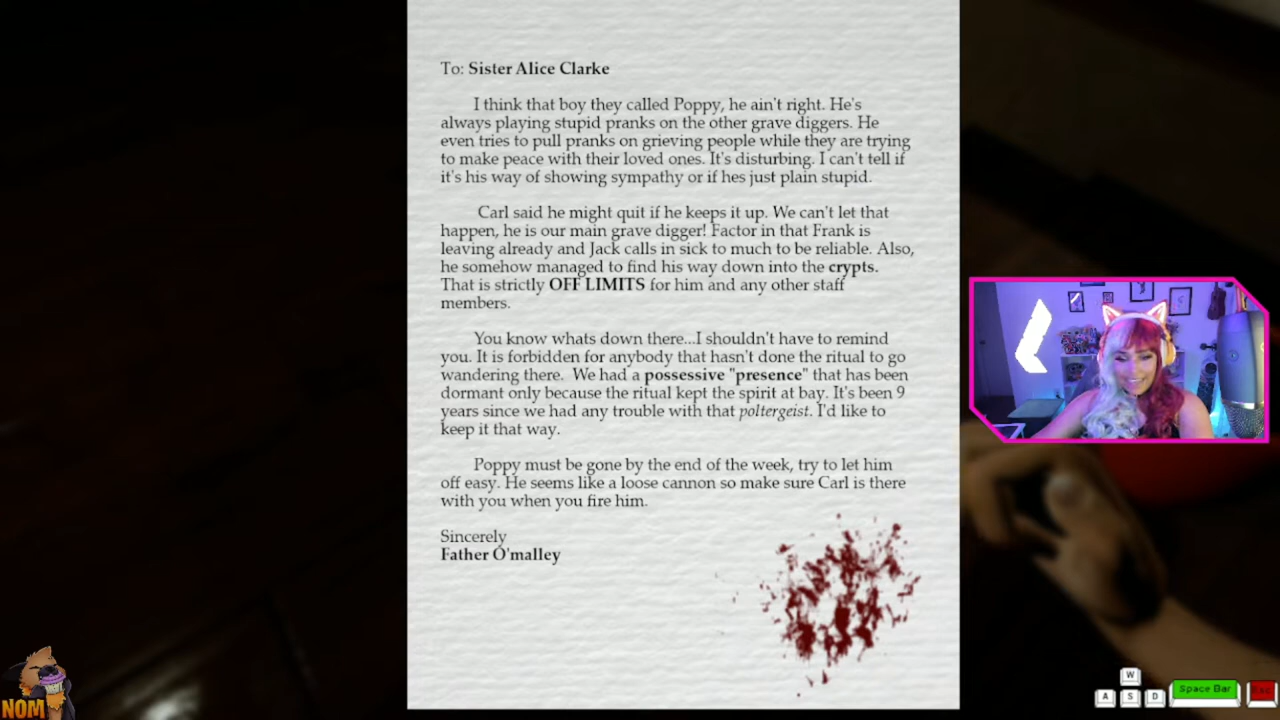 To: Sister Alice Clarke
I think that boy they called Poppy, he ain't right. He's
always playing stupid pranks on the other grave diggers. He
even tries to pull pranks on grieving people while they are trying
to make peace with their loved ones. It's disturbing. I can't tell if
it's his way of showing sympathy or if hes just plain stupid.
Carl said he might quit if he keeps it up. We can't let that
happen, he is our main grave digger! Factor in that Frank is
leaving already and Jack calls in sick to much to be reliable. Also,
he somehow managed to find his way down into the crypts.
That is strictly OFF LIMITS for him and any other staff
members.
You know whats down there...I shouldn't have to remind
you. It is forbidden for anybody that hasn't done the ritual to go
wandering there. We had a possessive "presence" that has been
dormant only because the ritual kept the spirit at bay. It's been 9
years since we had any trouble with that poltergeist. I'd like to
keep it that way.
Poppy must be gone by the end of the week, try to let him
off easy. He seems like a loose cannon so make sure Carl is there
with you when you fire him.
Sincerely
Father O'malley
NOM
W
A S D
Space Bar
Esc